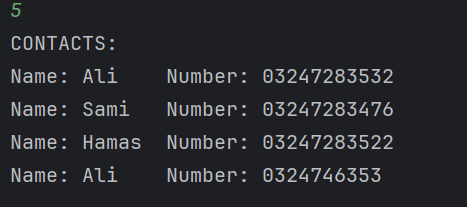 5
CONTACTS:
Name: Ali    Number: 03247283532
Name: Sami   Number: 03247283476
Name: Hamas  Number: 03247283522
Name: Ali    Number: 0324746353